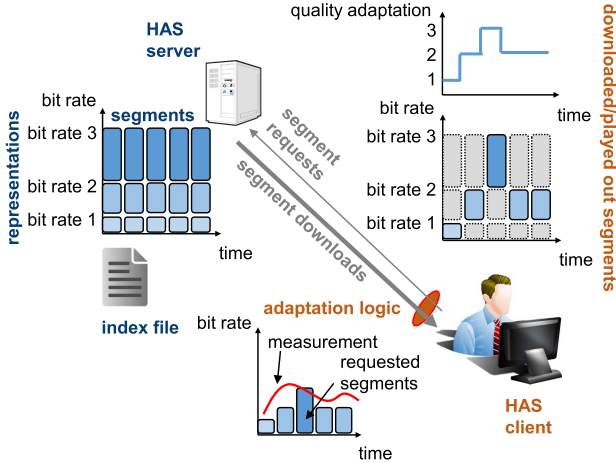 quality adaptation
3
2
1
time
HAS
server
bit rate
segments
bit rate 3
bit rate 2
bit rate 1
time
representations
index file
segment
requests
segment downloads
bit rate
bit rate 3
bit rate 2
bit rate 1
time
downloaded/played out segments
adaptation logic
bit rate
measurement
requested
segments
time
HAS
client